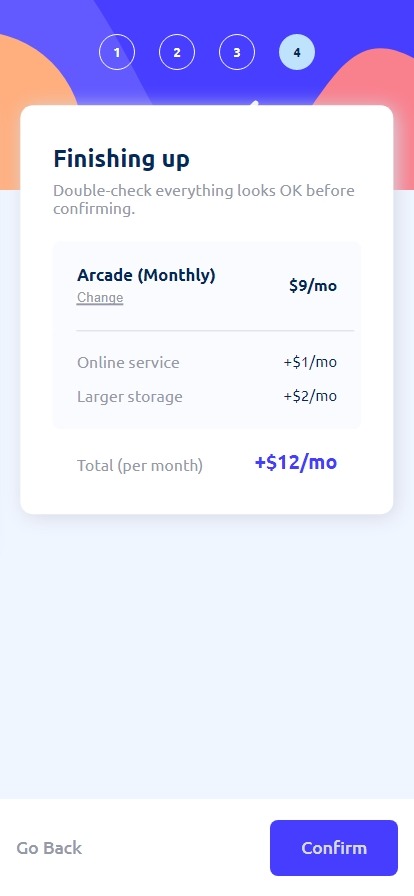 1 2 3 4
Finishing up
Double-check everything looks OK before
confirming.
Arcade (Monthly) $9/mo
Change
Online service +$1/mo
Larger storage +$2/mo
Total (per month) +$12/mo
Go Back Confirm